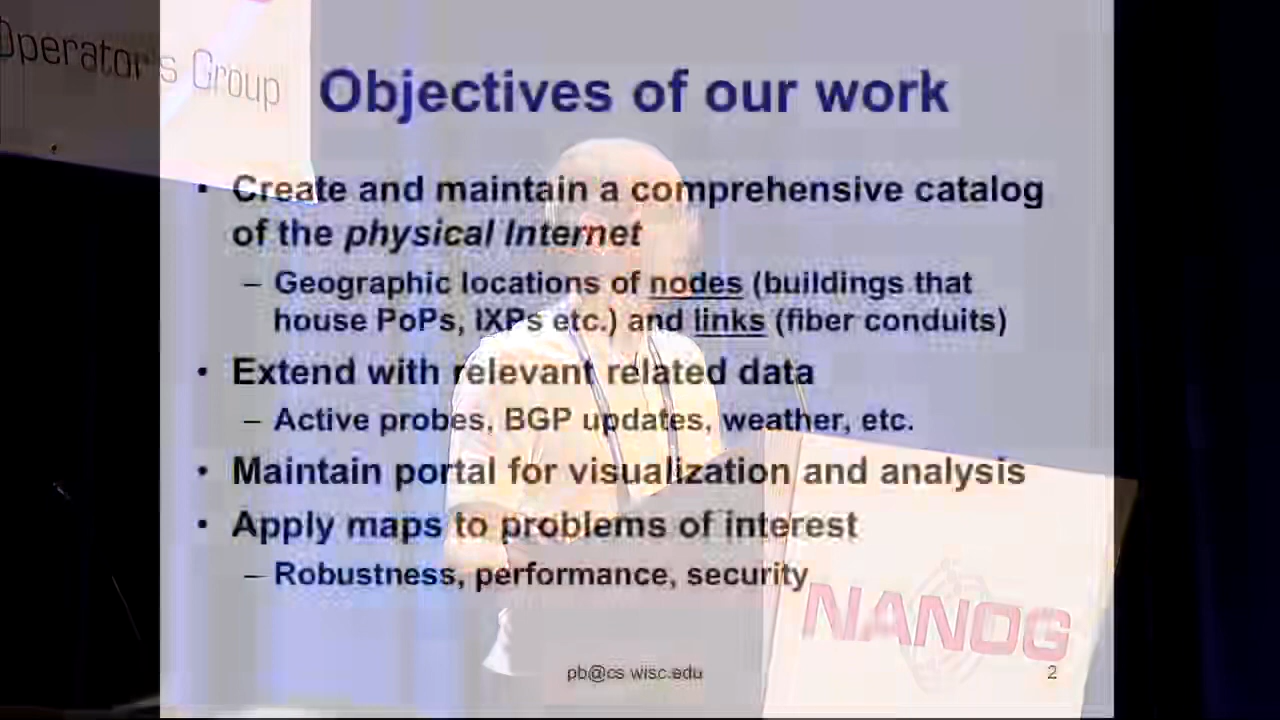 Operator's Group
Objectives of our work
• Create and maintain a comprehensive catalog
of the physical Internet
– Geographic locations of nodes (buildings that
house PoPs, IXPs etc.) and links (fiber conduits)
• Extend with relevant related data
– Active probes, BGP updates, weather, etc.
• Maintain portal for visualization and analysis
• Apply maps to problems of interest
– Robustness, performance, security
NANOG
pb@cs.wisc.edu
2